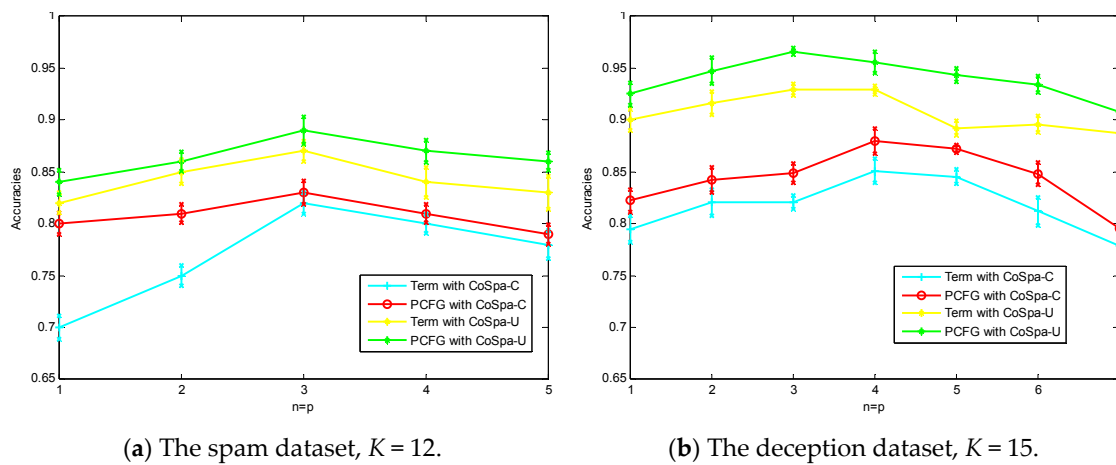 1
0.95
0.9
0.85
0.8
0.75
0.7
0.65
Accuracies
1 2 3 4 5
n=p
Term with CoSpa-C
PCFG with CoSpa-C
Term with CoSpa-U
PCFG with CoSpa-U
(a) The spam dataset, K = 12.
1
0.95
0.9
0.85
0.8
0.75
0.7
0.65
Accuracies
1 2 3 4 5 6
n=p
Term with CoSpa-C
PCFG with CoSpa-C
Term with CoSpa-U
PCFG with CoSpa-U
(b) The deception dataset, K = 15.